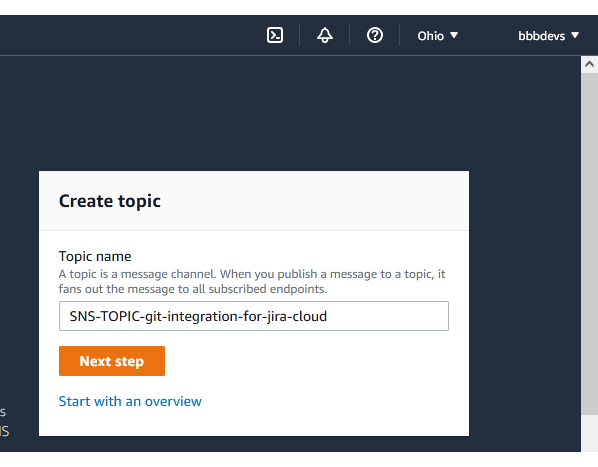 Ohio ▼ bbbdevs ▼
Create topic
Topic name
A topic is a message channel. When you publish a message to a topic, it
fans out the message to all subscribed endpoints.
SNS-TOPIC-git-integration-for-jira-cloud
Next step
Start with an overview
s